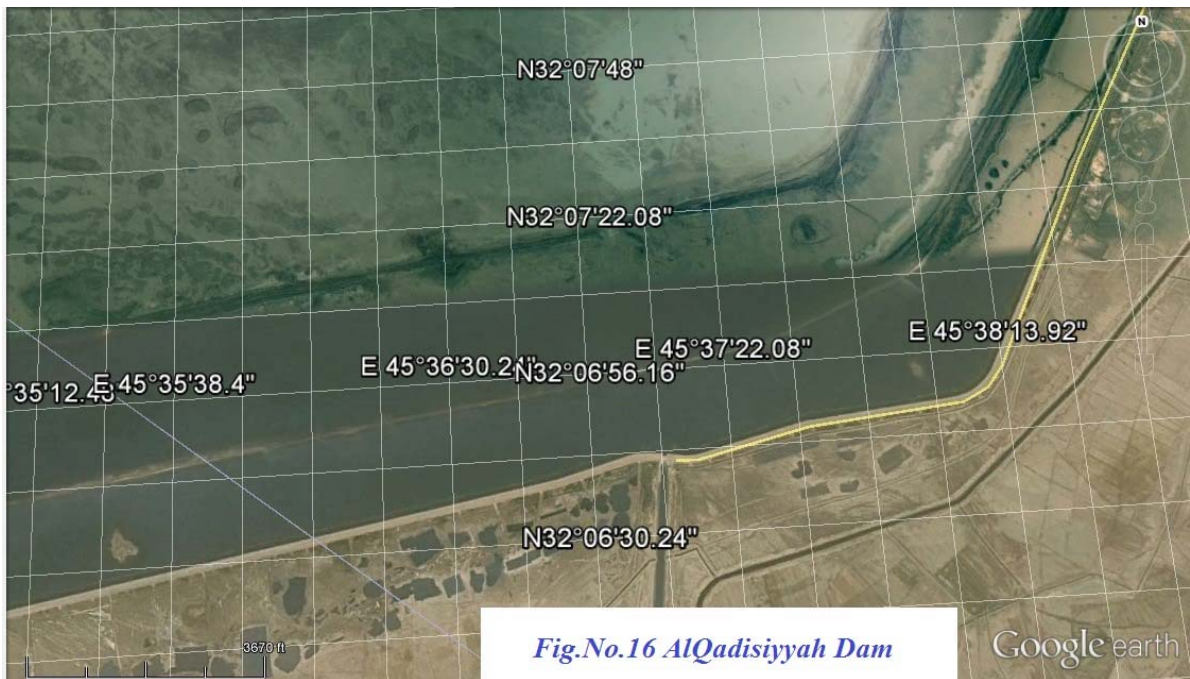 N
N32°07'48"
N32°07'22.08"
E 45°38'13.92"
E 45°37'22.08"
E 45°36'30.24"
N32°06'56.16"
°35'12.48
E 45°35'38.4"
N32°06'30.24"
3670 ft
Fig.No.16 AlQadisiyyah Dam
Google earth